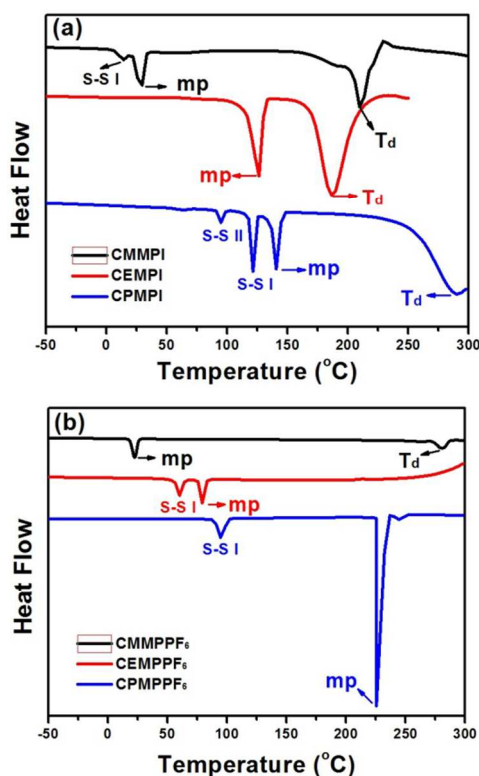 (a)
S-S I
mp
Td
mp
Td
S-S II
S-S I
mp
Td
CMMPI
CEMPI
CPMPI
Heat Flow
-50 0 50 100 150 200 250 300
Temperature (°C)
(b)
mp
Td
S-S I
mp
S-S I
mp
CMMPPF₆
CEMPPF₆
CPMPPF₆
Heat Flow
-50 0 50 100 150 200 250 300
Temperature (°C)